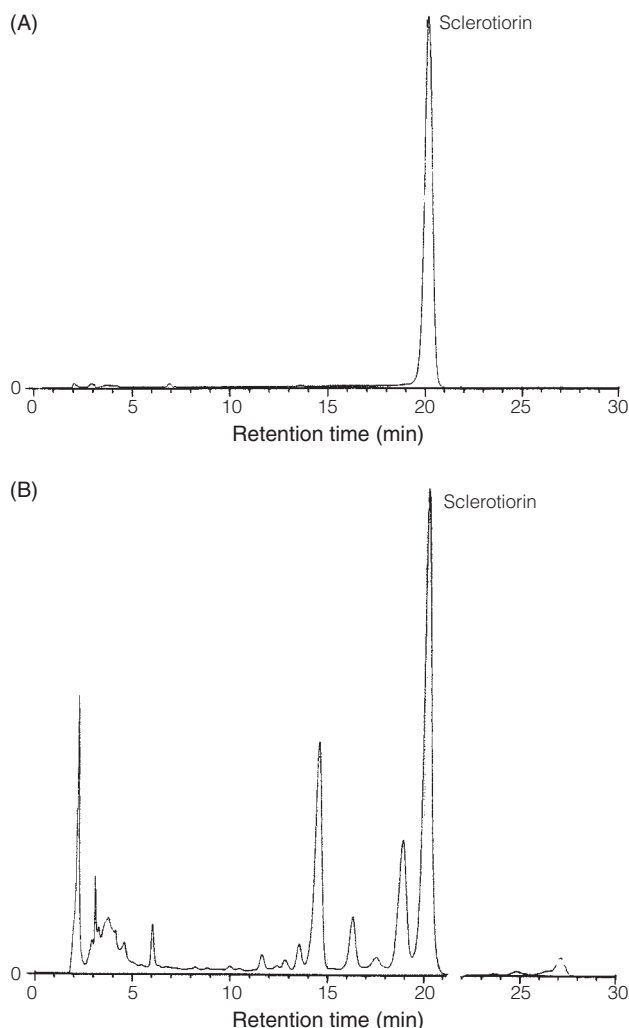 (A)
Sclerotiorin
0
0 5 10 15 20 25 30
Retention time (min)
(B)
Sclerotiorin
0
0 5 10 15 20 25 30
Retention time (min)